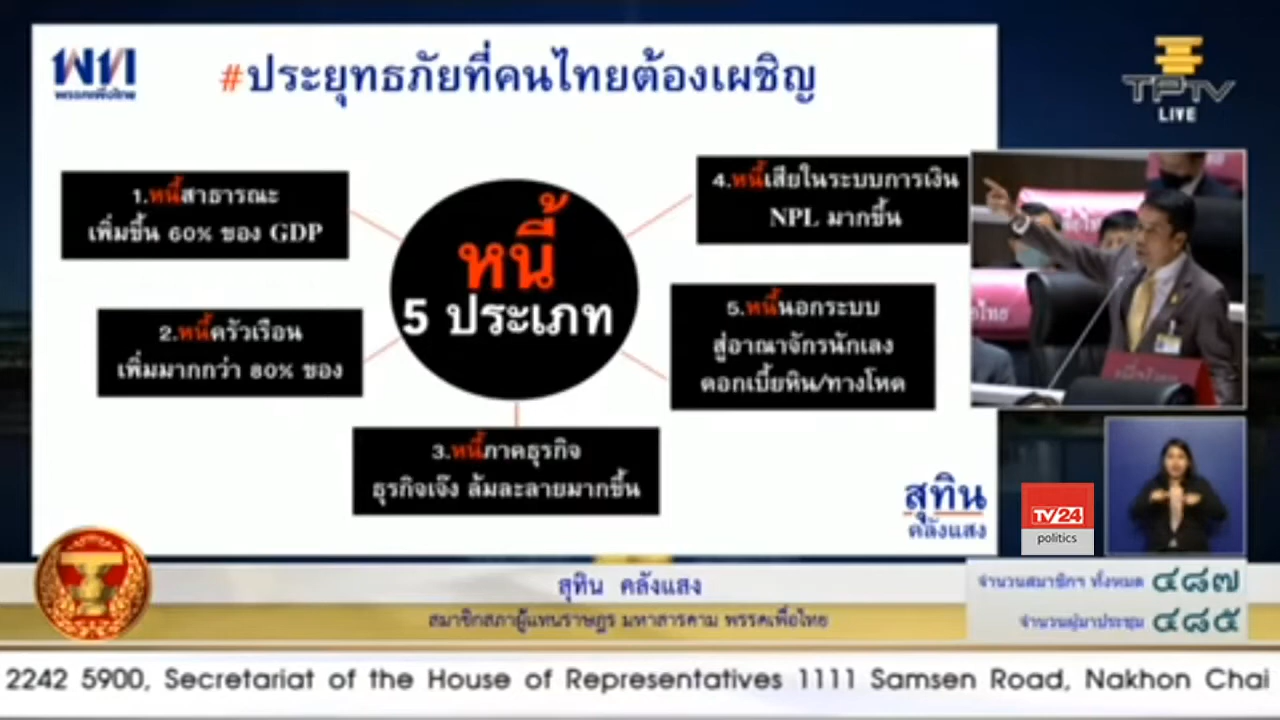 พท
พรรคเพื่อไทย
#ประยุทธภัยที่คนไทยต้องเผชิญ
TPTV
LIVE
1.หนี้สาธารณะ
เพิ่มขึ้น 60% ของ GDP
2.หนี้ครัวเรือน
เพิ่มมากกว่า 80% ของ
หนี้
5 ประเภท
3.หนี้ภาคธุรกิจ
ธุรกิจเจ๊ง ล้มละลายมากขึ้น
4.หนี้เสียในระบบการเงิน
NPL มากขึ้น
5.หนี้นอกระบบ
สู่อาณาจักรนักเลง
ดอกเบี้ยหิน/ทางโหด
สุทิน
คลังแสง
TV24
politics
สุทิน คลังแสง
สมาชิกสภาผู้แทนราษฎร มหาสารคาม พรรคเพื่อไทย
จำนวนสมาชิกฯ ทั้งหมด ๔๘๗
จำนวนผู้มาประชุม ๔๘๕
2242 5900, Secretariat of the House of Representatives 1111 Samsen Road, Nakhon Chai